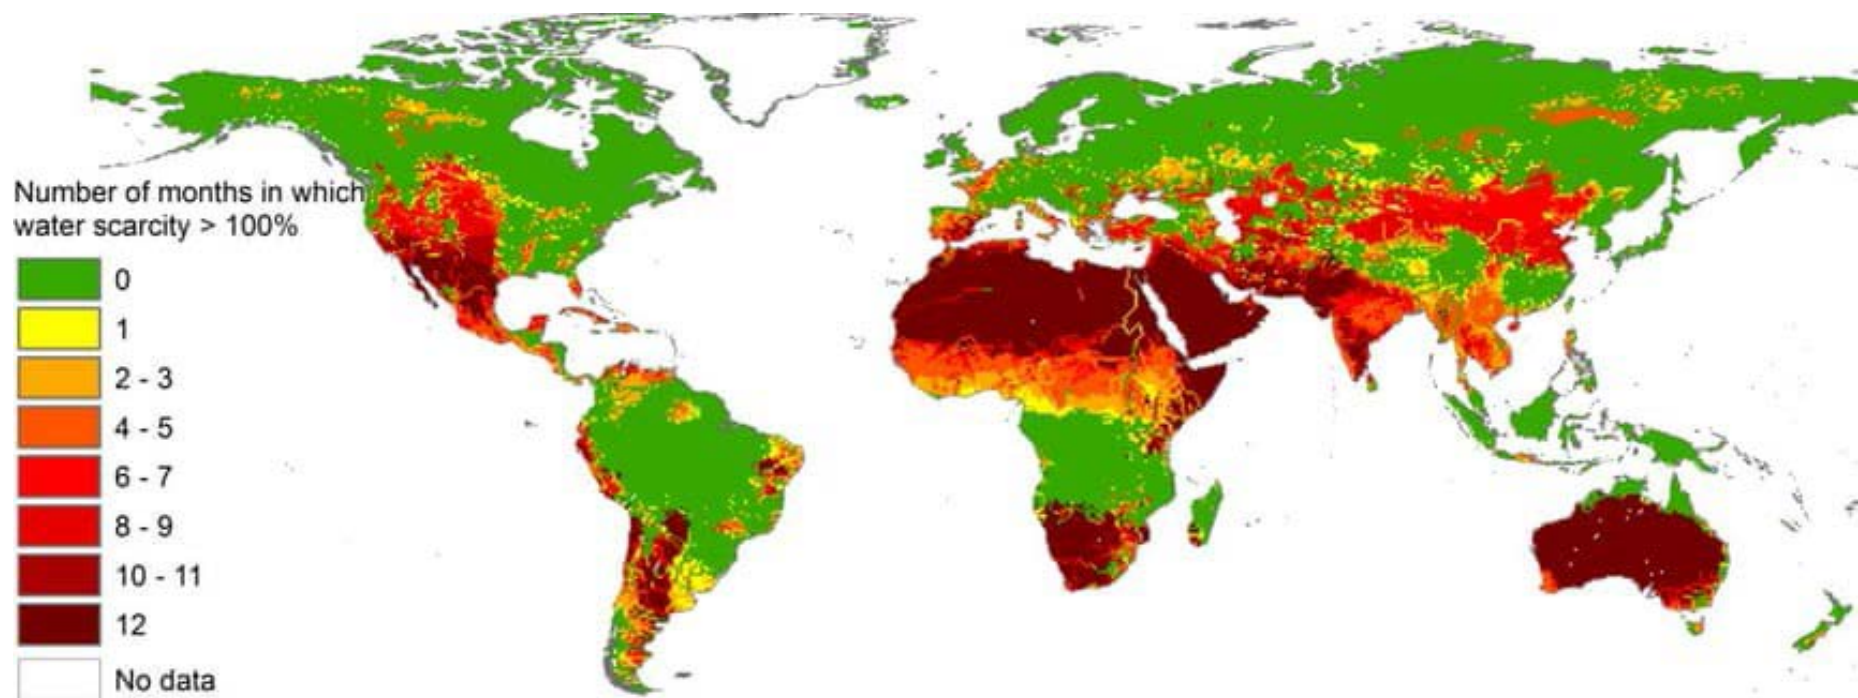 Number of months in which
water scarcity > 100%
0
1
2 - 3
4 - 5
6 - 7
8 - 9
10 - 11
12
No data